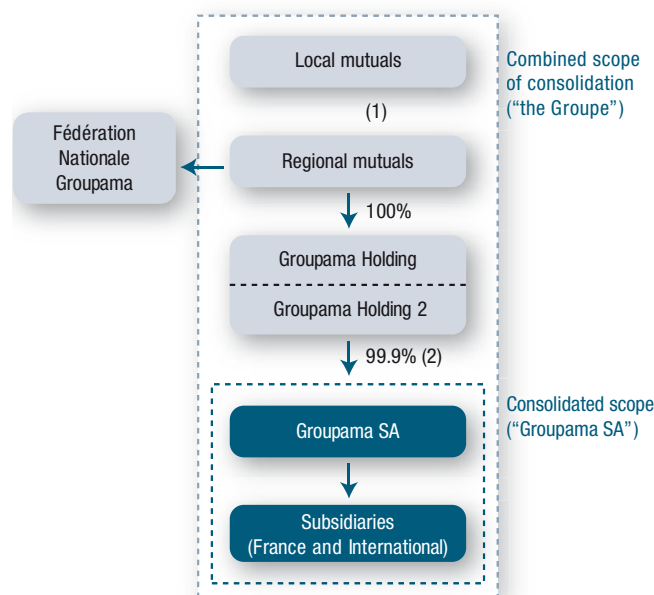 Local mutuals
Combined scope
of consolidation
(“the Groupe”)
(1)
Fédération
Nationale
Groupama
Regional mutuals
100%
Groupama Holding
Groupama Holding 2
99.9% (2)
Consolidated scope
(“Groupama SA”)
Groupama SA
Subsidiaries
(France and International)